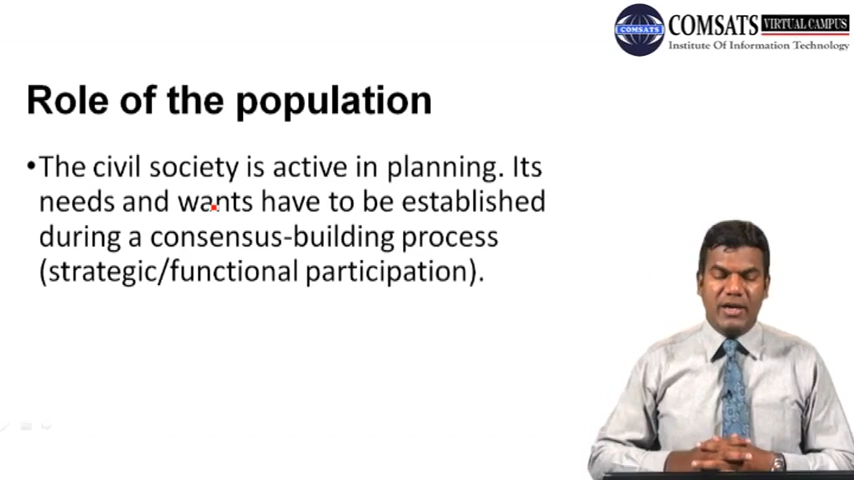 COMSATS
COMSATS VIRTUAL CAMPUS
Institute Of Information Technology
Role of the population
•The civil society is active in planning. Its
needs and wants have to be established
during a consensus-building process
(strategic/functional participation).